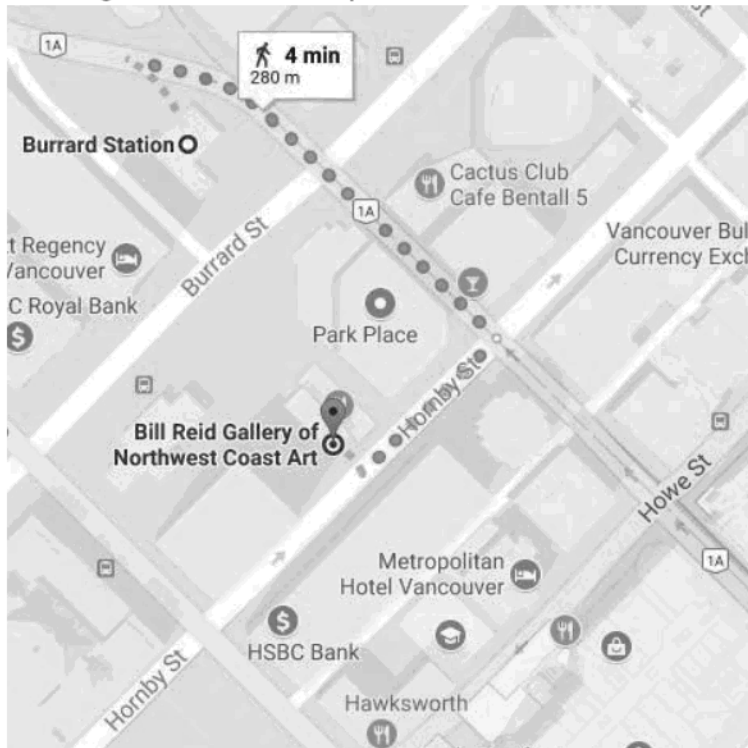 1A
4 min
280 m
Burrard Station
Cactus Club
Cafe Bentall 5
1A
t Regency
Vancouver
Burrard St
Vancouver Bul
Currency Exch
C Royal Bank
$
Park Place
Hornby St
Bill Reid Gallery of
Northwest Coast Art
Howe St
Metropolitan
Hotel Vancouver
1A
$
HSBC Bank
Hornby St
Hawksworth